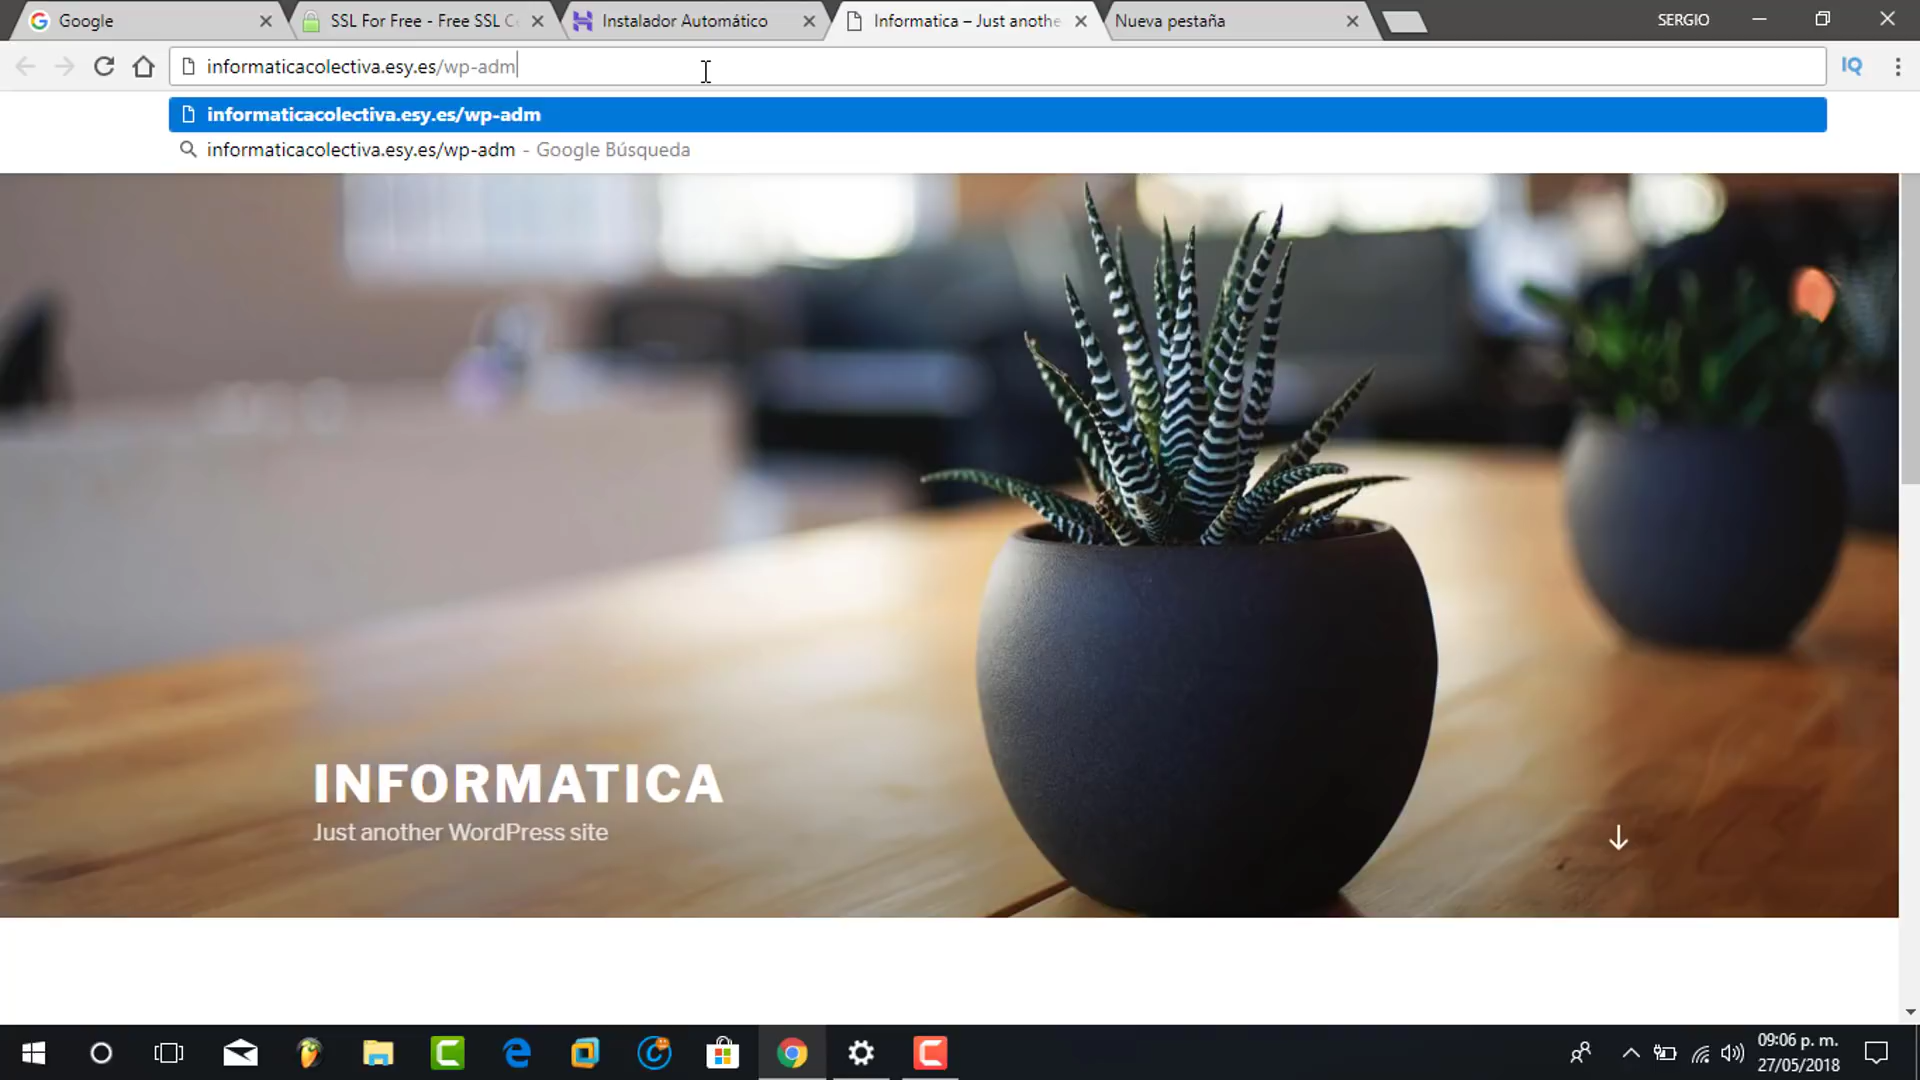 Google
SSL For Free - Free SSL C
Instalador Automático
Informatica – Just anothe
Nueva pestaña
SERGIO
informaticacolectiva.esy.es/wp-adm
IQ
informaticacolectiva.esy.es/wp-adm
informaticacolectiva.esy.es/wp-adm - Google Búsqueda
INFORMATICA
Just another WordPress site
09:06 p. m.
27/05/2018